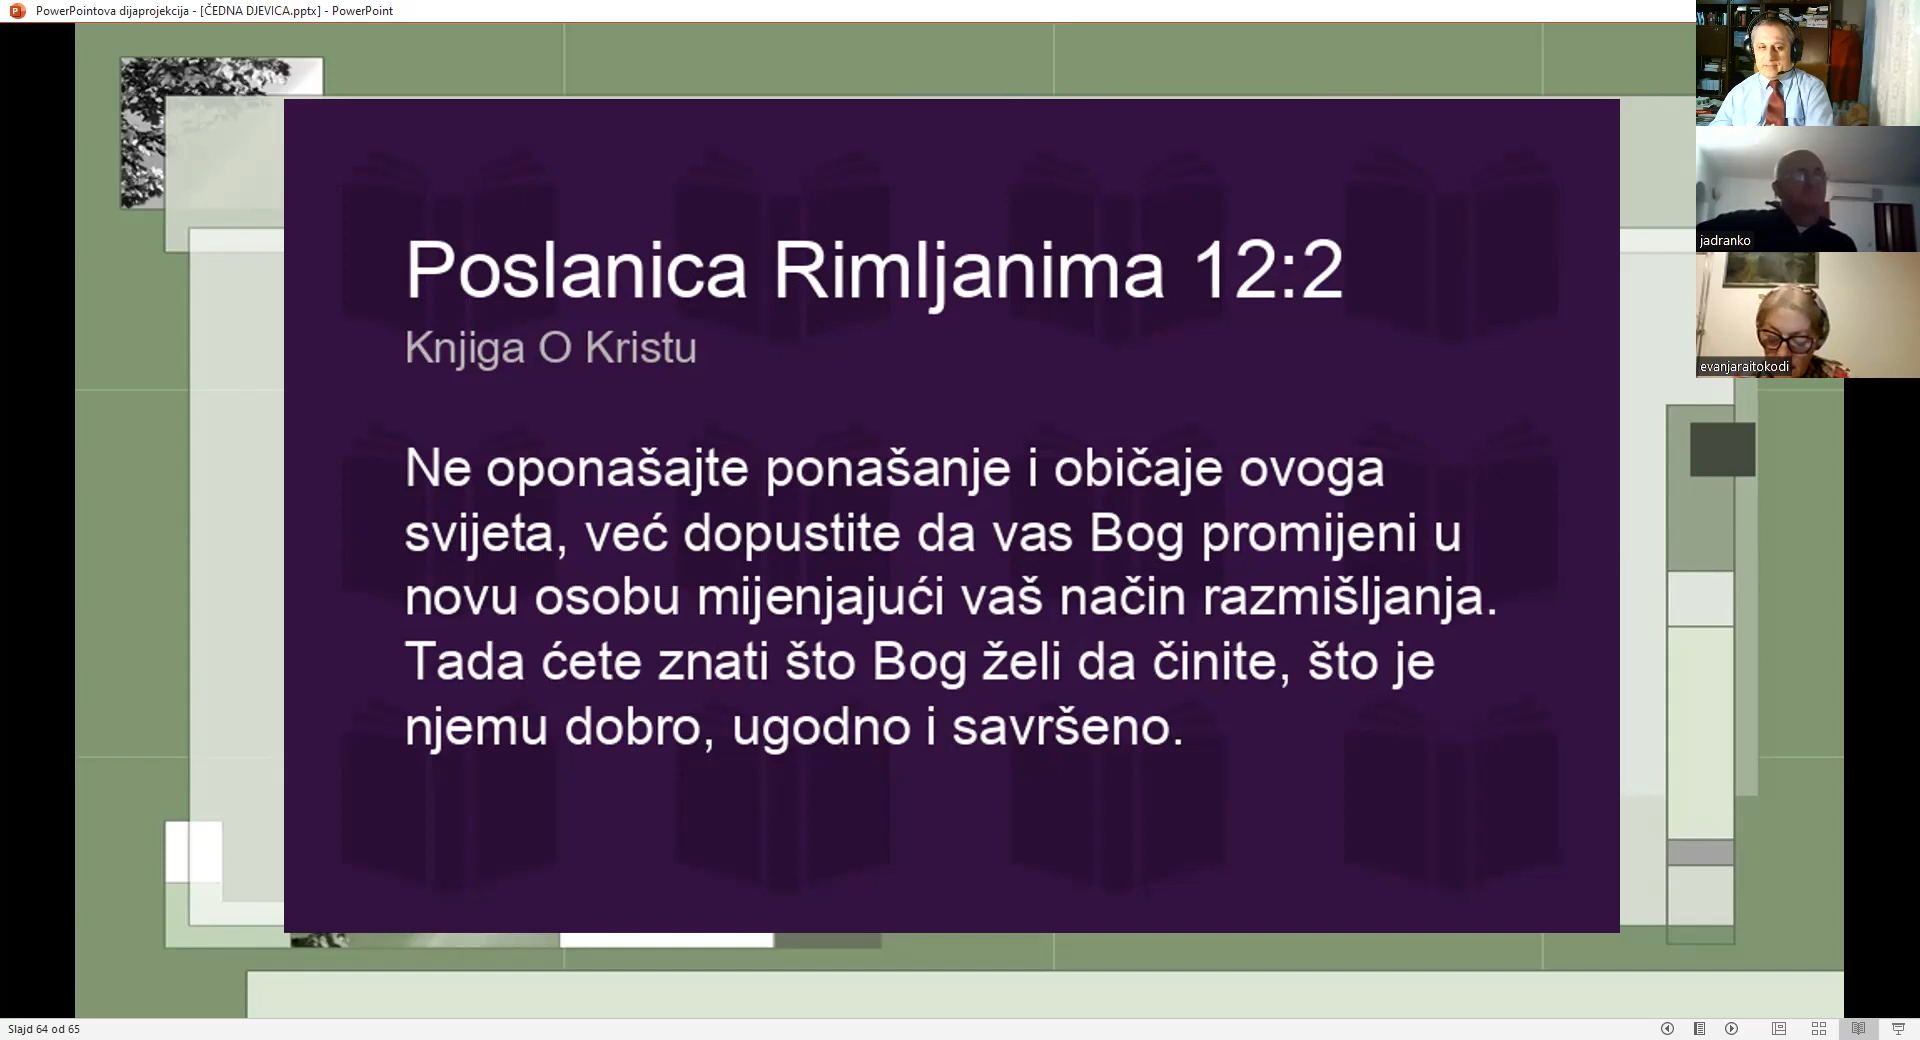 PowerPointova dijaprojekcija - [ČEDNA DJEVICA.pptx] - PowerPoint
Poslanica Rimljanima 12:2
Knjiga O Kristu
Ne oponašajte ponašanje i običaje ovoga
svijeta, već dopustite da vas Bog promijeni u
novu osobu mijenjajući vaš način razmišljanja.
Tada ćete znati što Bog želi da činite, što je
njemu dobro, ugodno i savršeno.
jadranko
evanjaraitokodi
Slajd 64 od 65